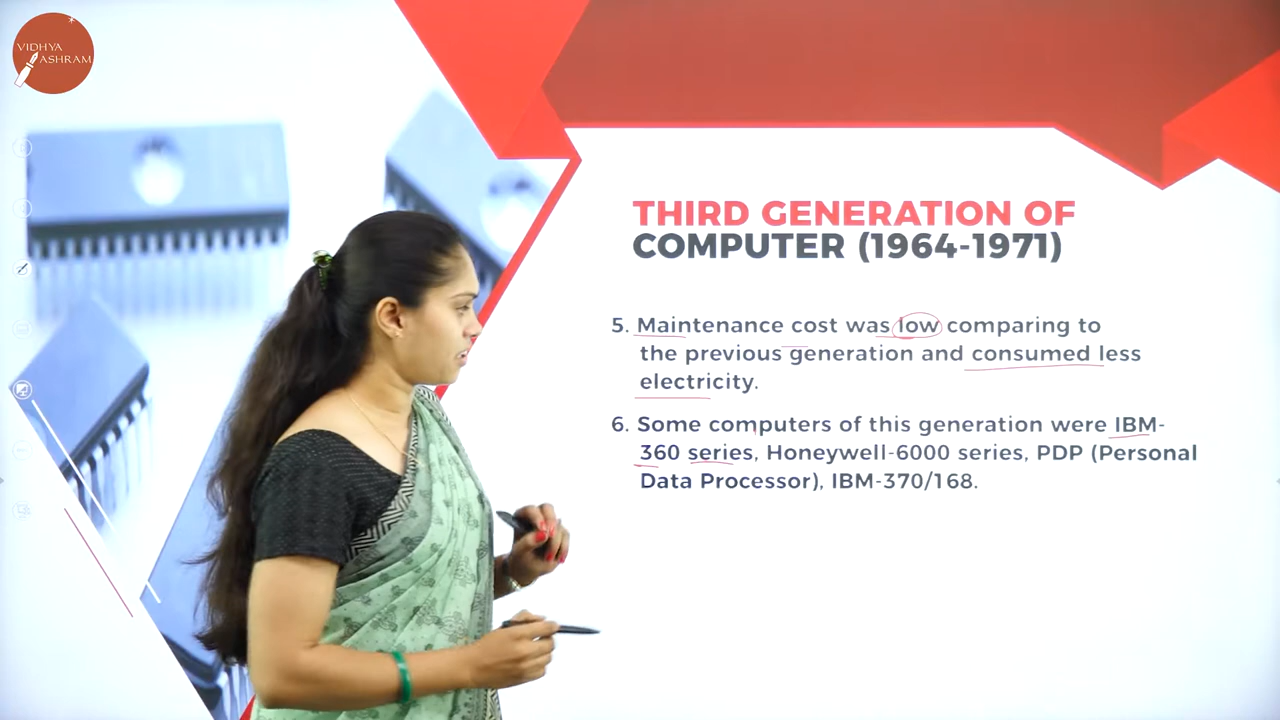 VIDHYA
ASHRAM
THIRD GENERATION OF
COMPUTER (1964-1971)
5. Maintenance cost was low comparing to
the previous generation and consumed less
electricity.
6. Some computers of this generation were IBM-
360 series, Honeywell-6000 series, PDP (Personal
Data Processor), IBM-370/168.